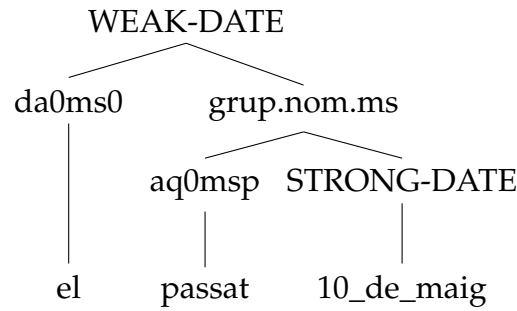 WEAK-DATE
da0ms0 grup.nom.ms
aq0msp STRONG-DATE
el passat 10_de_maig